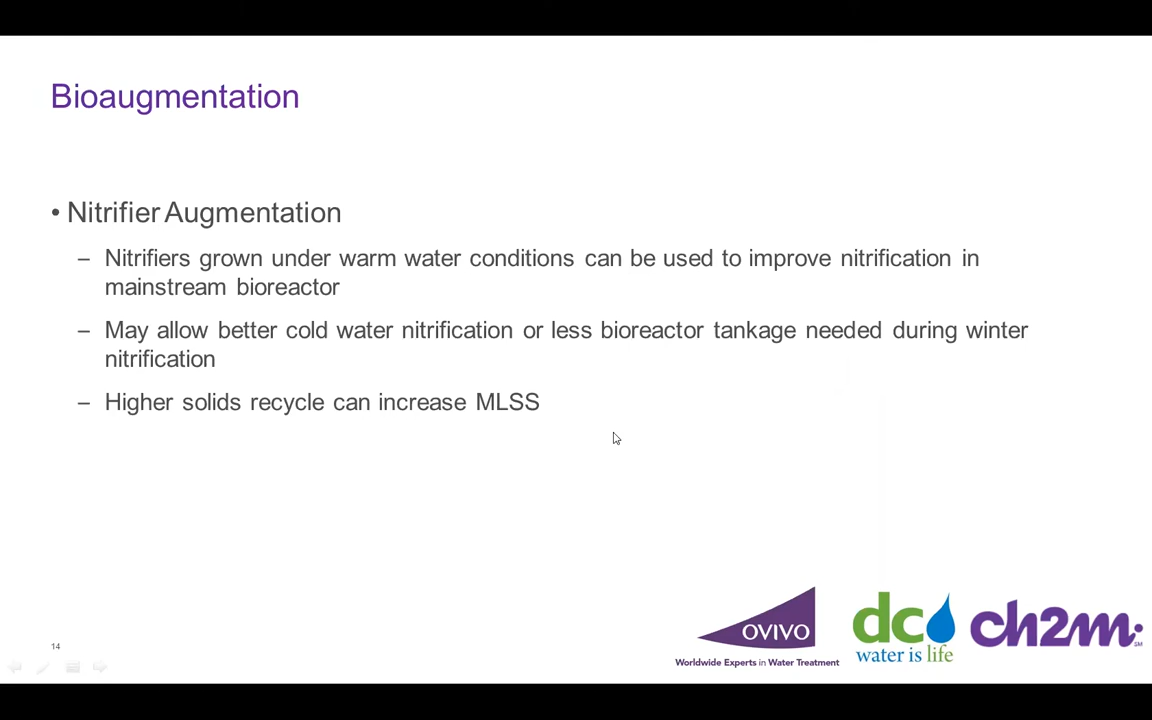 Bioaugmentation
• Nitrifier Augmentation
– Nitrifiers grown under warm water conditions can be used to improve nitrification in
mainstream bioreactor
– May allow better cold water nitrification or less bioreactor tankage needed during winter
nitrification
– Higher solids recycle can increase MLSS
14
OVIVO
Worldwide Experts in Water Treatment
dc
water is life
ch2m
SM